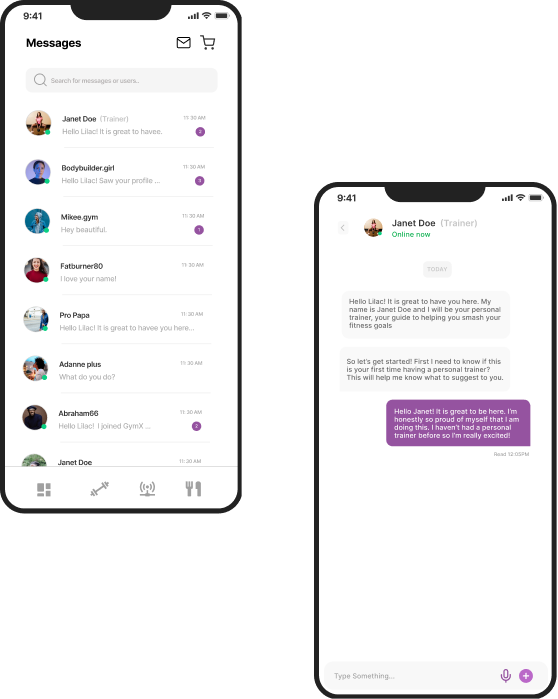 9:41
Messages
Search for messages or users..
Janet Doe (Trainer)
11: 30 AM
Hello Lilac! It is great to havee.
Bodybuilder.girl
11: 30 AM
Hello Lilac! Saw your profile ...
Mikee.gym
11: 30 AM
Hey beautiful.
1
Fatburner80
11: 30 AM
I love your name!
Pro Papa
11: 30 AM
Hello Lilac! It is great to havee you here...
Adanne plus
11: 30 AM
What do you do?
Abraham66
11: 30 AM
Hello Lilac! I joined GymX ...
2
Janet Doe
11: 30 AM
9:41
Janet Doe (Trainer)
Online now
TODAY
Hello Lilac! It is great to have you here. My
name is Janet Doe and I will be your personal
trainer, your guide to helping you smash your
fitness goals
So let's get started! First I need to know if this
is your first time having a personal trainer?
This will help me know what to suggest to you.
Hello Janet! It is great to be here. I'm
honestly so proud of myself that I am
doing this. I haven't had a personal
trainer before so I'm really excited!
Read 12:05PM
Type Something...